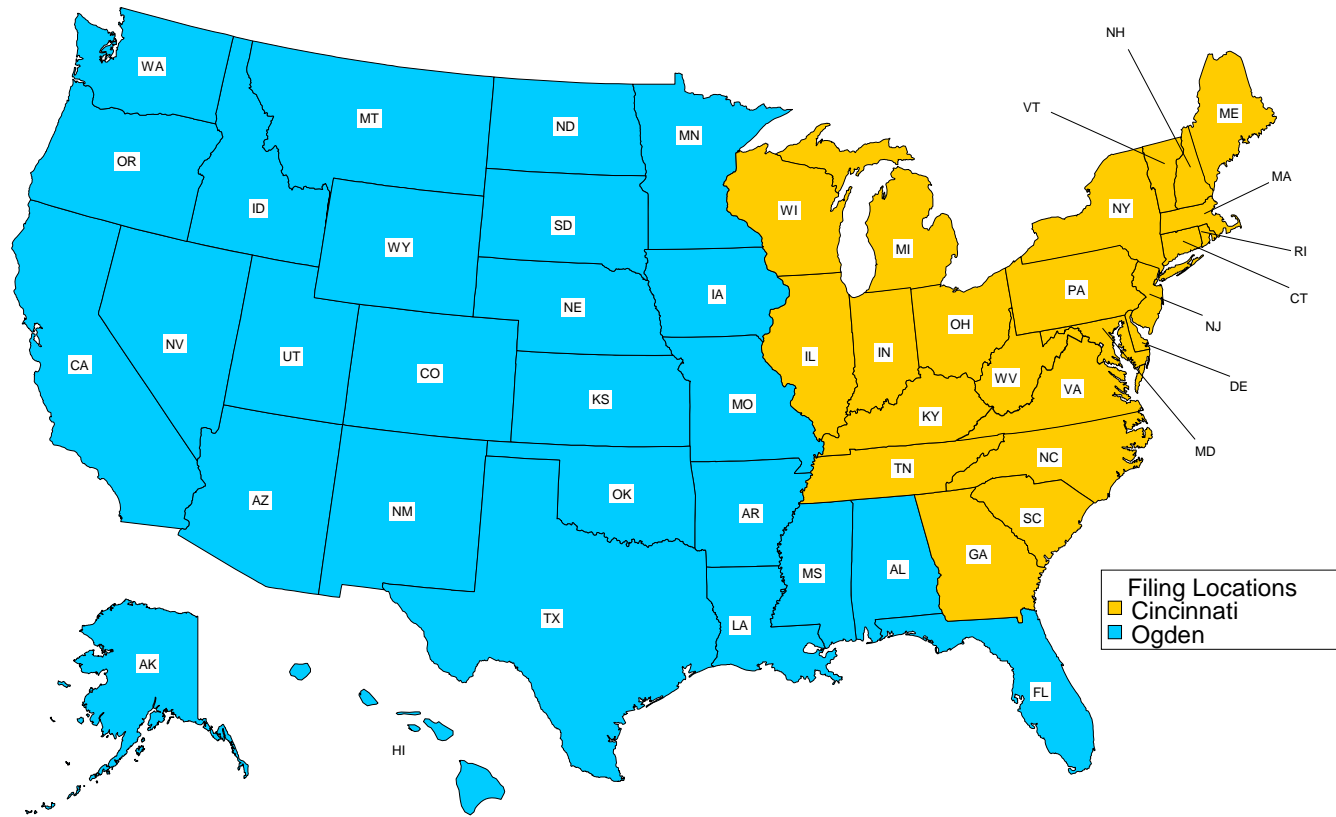 NH
WA
VT
ME
MT
ND
MN
OR
MA
ID
SD
WI
NY
WY
MI
RI
IA
PA
CT
NE
OH
NJ
NV
UT
CA
CO
IL
IN
WV
DE
KS
MO
KY
VA
MD
TN
NC
AZ
NM
OK
AR
SC
GA
MS
AL
TX
LA
Filing Locations
Cincinnati
Ogden
AK
FL
HI